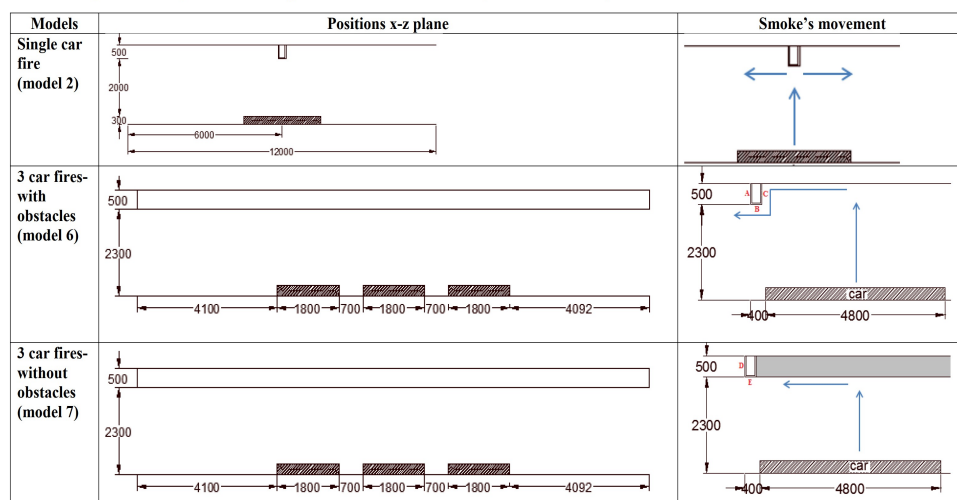 Models Positions x-z plane Smoke's movement
Single car
fire
(model 2)
500
2000
300
6000
12000
3 car fires-
with
obstacles
(model 6)
500
2300
4100 1800 700 1800 700 1800 4092
500
A C
B
2300
car
400 4800
3 car fires-
without
obstacles
(model 7)
500
2300
4100 1800 700 1800 700 1800 4092
500
D
E
2300
car
400 4800